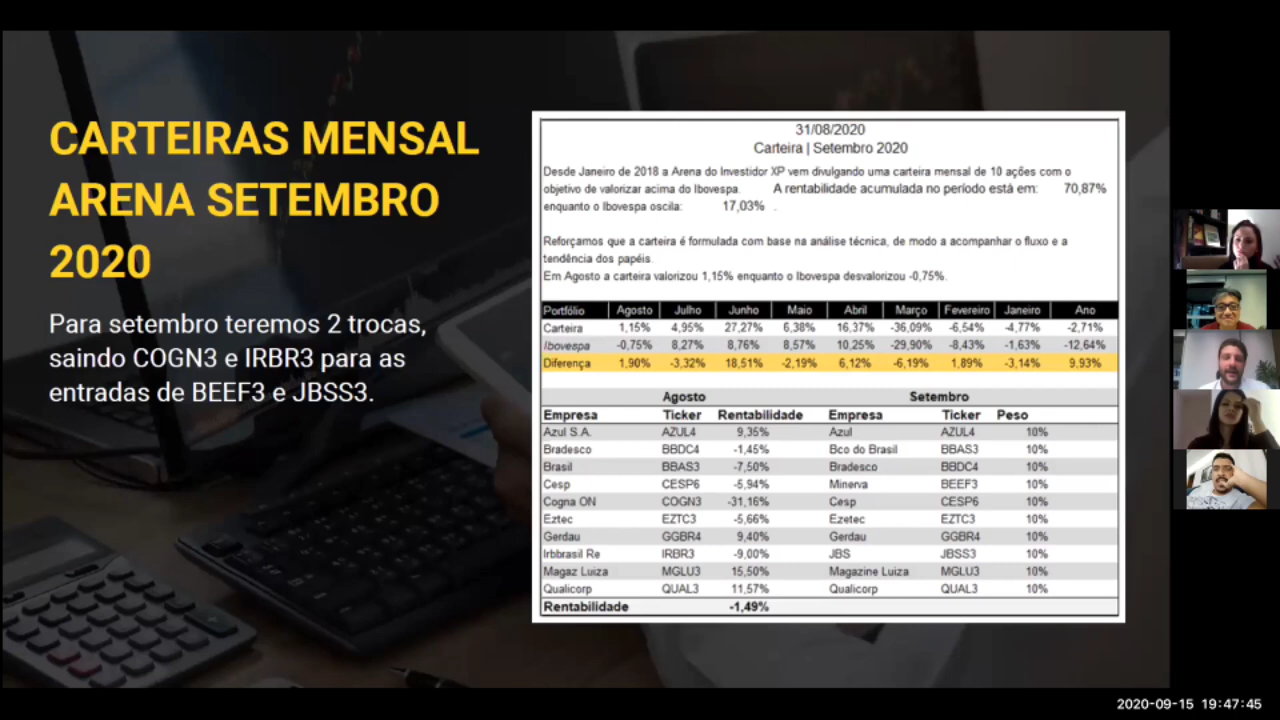 CARTEIRAS MENSAL
ARENA SETEMBRO
2020
Para setembro teremos 2 trocas,
saindo COGN3 e IRBR3 para as
entradas de BEEF3 e JBSS3.
31/08/2020
Carteira | Setembro 2020
Desde Janeiro de 2018 a Arena do Investidor XP vem divulgando uma carteira mensal de 10 ações com o
objetivo de valorizar acima do Ibovespa. A rentabilidade acumulada no período está em: 70,87%
enquanto o Ibovespa oscila: 17,03% .
Reforçamos que a carteira é formulada com base na análise técnica, de modo a acompanhar o fluxo e a
tendência dos papéis.
Em Agosto a carteira valorizou 1,15% enquanto o Ibovespa desvalorizou -0,75%.
Portfólio Agosto Julho Junho Maio Abril Março Fevereiro Janeiro Ano
Carteira 1,15% 4,95% 27,27% 6,38% 16,37% -36,09% -6,54% -4,77% -2,71%
Ibovespa -0,75% 8,27% 8,76% 8,57% 10,25% -29,90% -8,43% -1,63% -12,64%
Diferença 1,90% -3,32% 18,51% -2,19% 6,12% -6,19% 1,89% -3,14% 9,93%
Agosto Setembro
Empresa Ticker Rentabilidade Empresa Ticker Peso
Azul S.A. AZUL4 9,35% Azul AZUL4 10%
Bradesco BBDC4 -1,45% Bco do Brasil BBAS3 10%
Brasil BBAS3 -7,50% Bradesco BBDC4 10%
Cesp CESP6 -5,94% Minerva BEEF3 10%
Cogna ON COGN3 -31,16% Cesp CESP6 10%
Eztec EZTC3 -5,66% Ezetec EZTC3 10%
Gerdau GGBR4 9,40% Gerdau GGBR4 10%
Irbbrasil Re IRBR3 -9,00% JBS JBSS3 10%
Magaz Luiza MGLU3 15,50% Magazine Luiza MGLU3 10%
Qualicorp QUAL3 11,57% Qualicorp QUAL3 10%
Rentabilidade -1,49%
2020-09-15 19:47:45